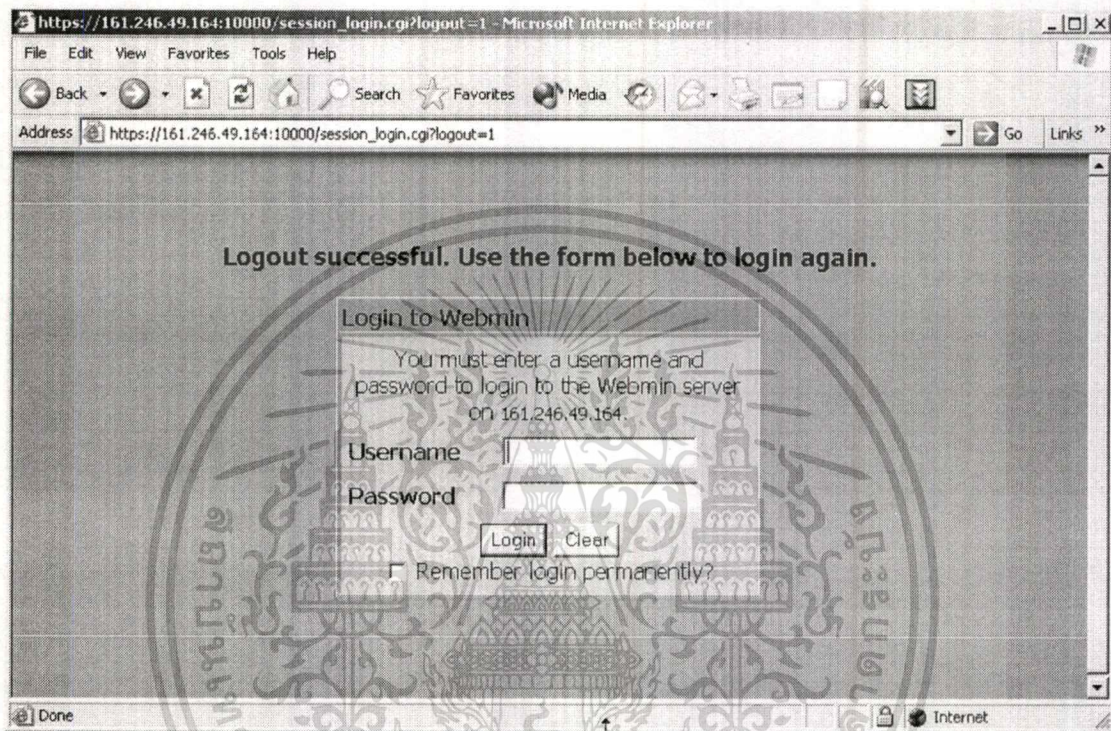 https://161.246.49.164:10000/session_login.cgi?logout=1 - Microsoft Internet Explorer
File Edit View Favorites Tools Help
Back Search Favorites Media
Address https://161.246.49.164:10000/session_login.cgi?logout=1 Go Links »
Logout successful. Use the form below to login again.
Login to Webmin
You must enter a username and
password to login to the Webmin server
on 161.246.49.164.
Username
Password
Login Clear
Remember login permanently?
Done Internet